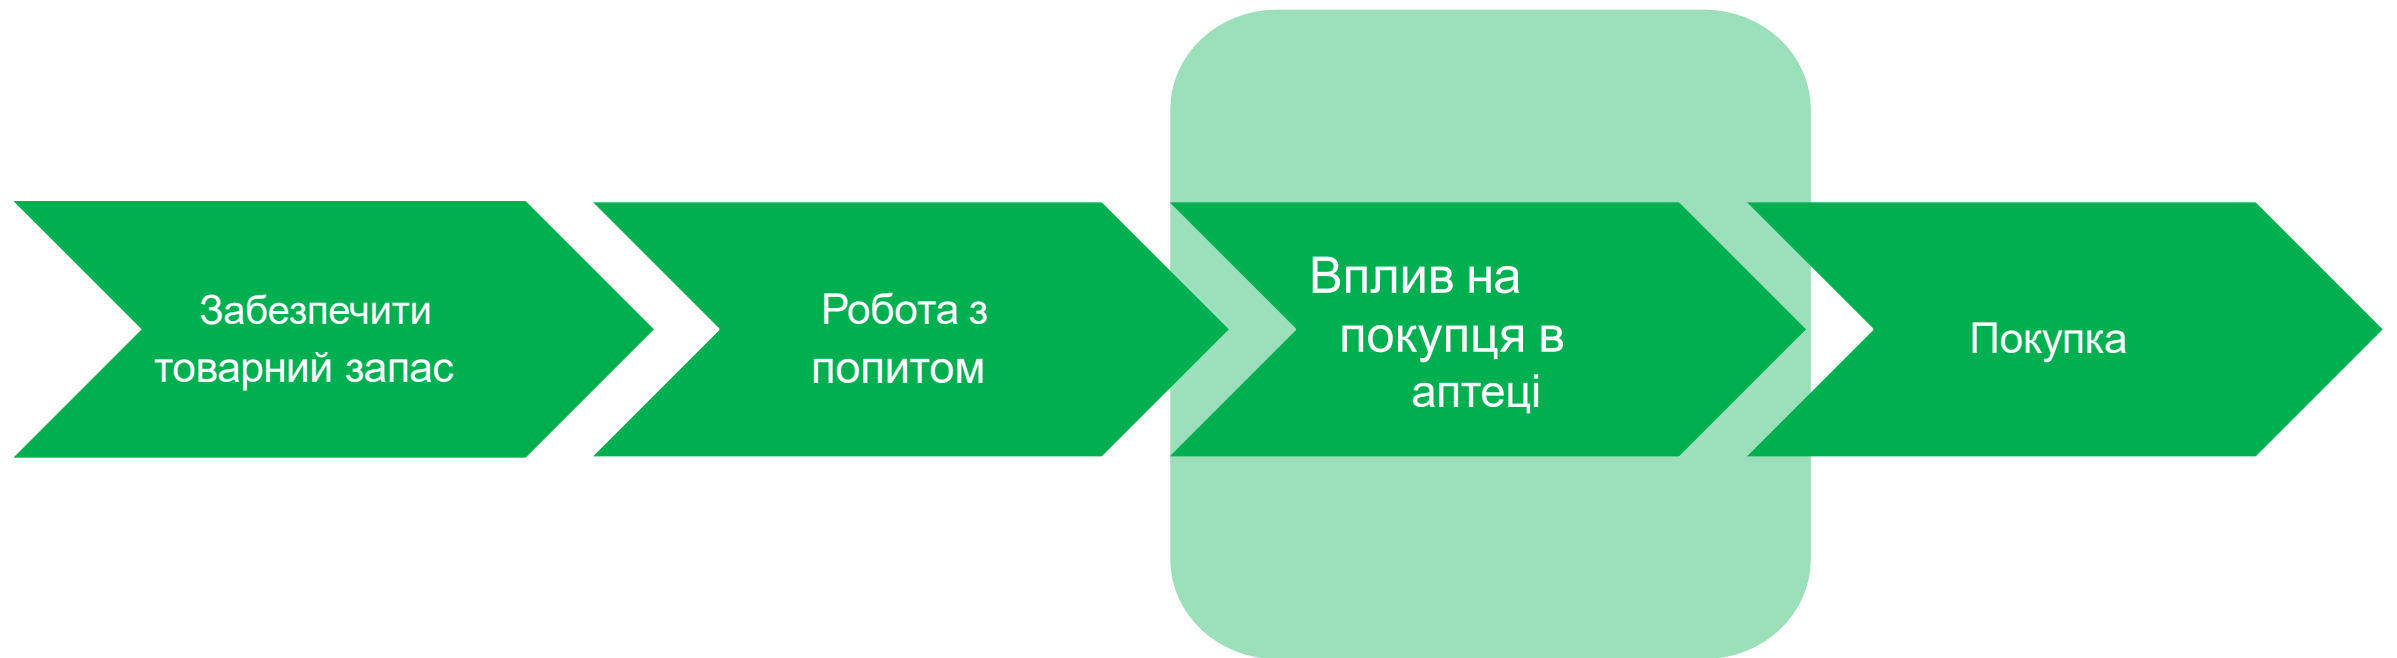 Забезпечити
товарний запас
Робота з
попитом
Вплив на
покупця в
аптеці
Покупка